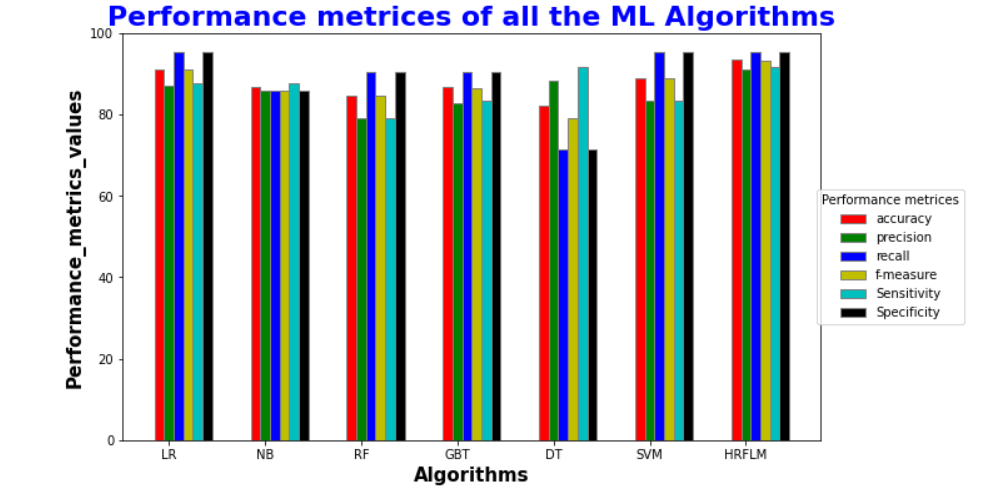 Performance metrices of all the ML Algorithms
Performance_metrics_values
100
80
60
40
20
0
LR NB RF GBT DT SVM HRFLM
Algorithms
Performance metrices
accuracy
precision
recall
f-measure
Sensitivity
Specificity